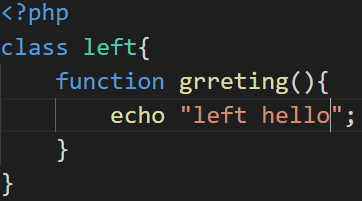 <?php
class left{
    function grreting(){
        echo "left hello";
    }
}